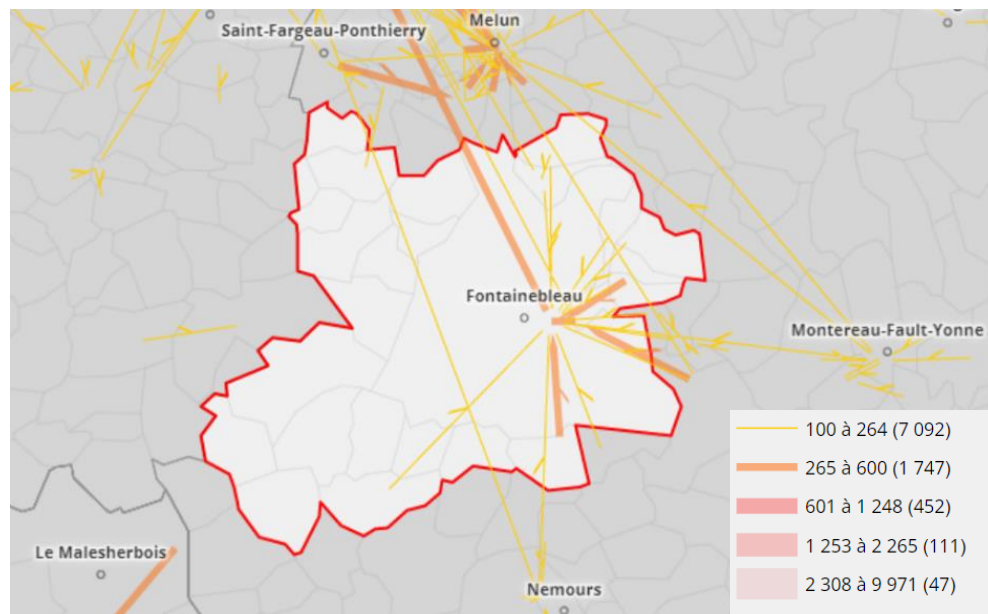 Melun
Saint-Fargeau-Ponthierry
Fontainebleau
Montereau-Fault-Yonne
Le Malesherbois
Nemours
100 à 264 (7 092)
265 à 600 (1 747)
601 à 1 248 (452)
1 253 à 2 265 (111)
2 308 à 9 971 (47)